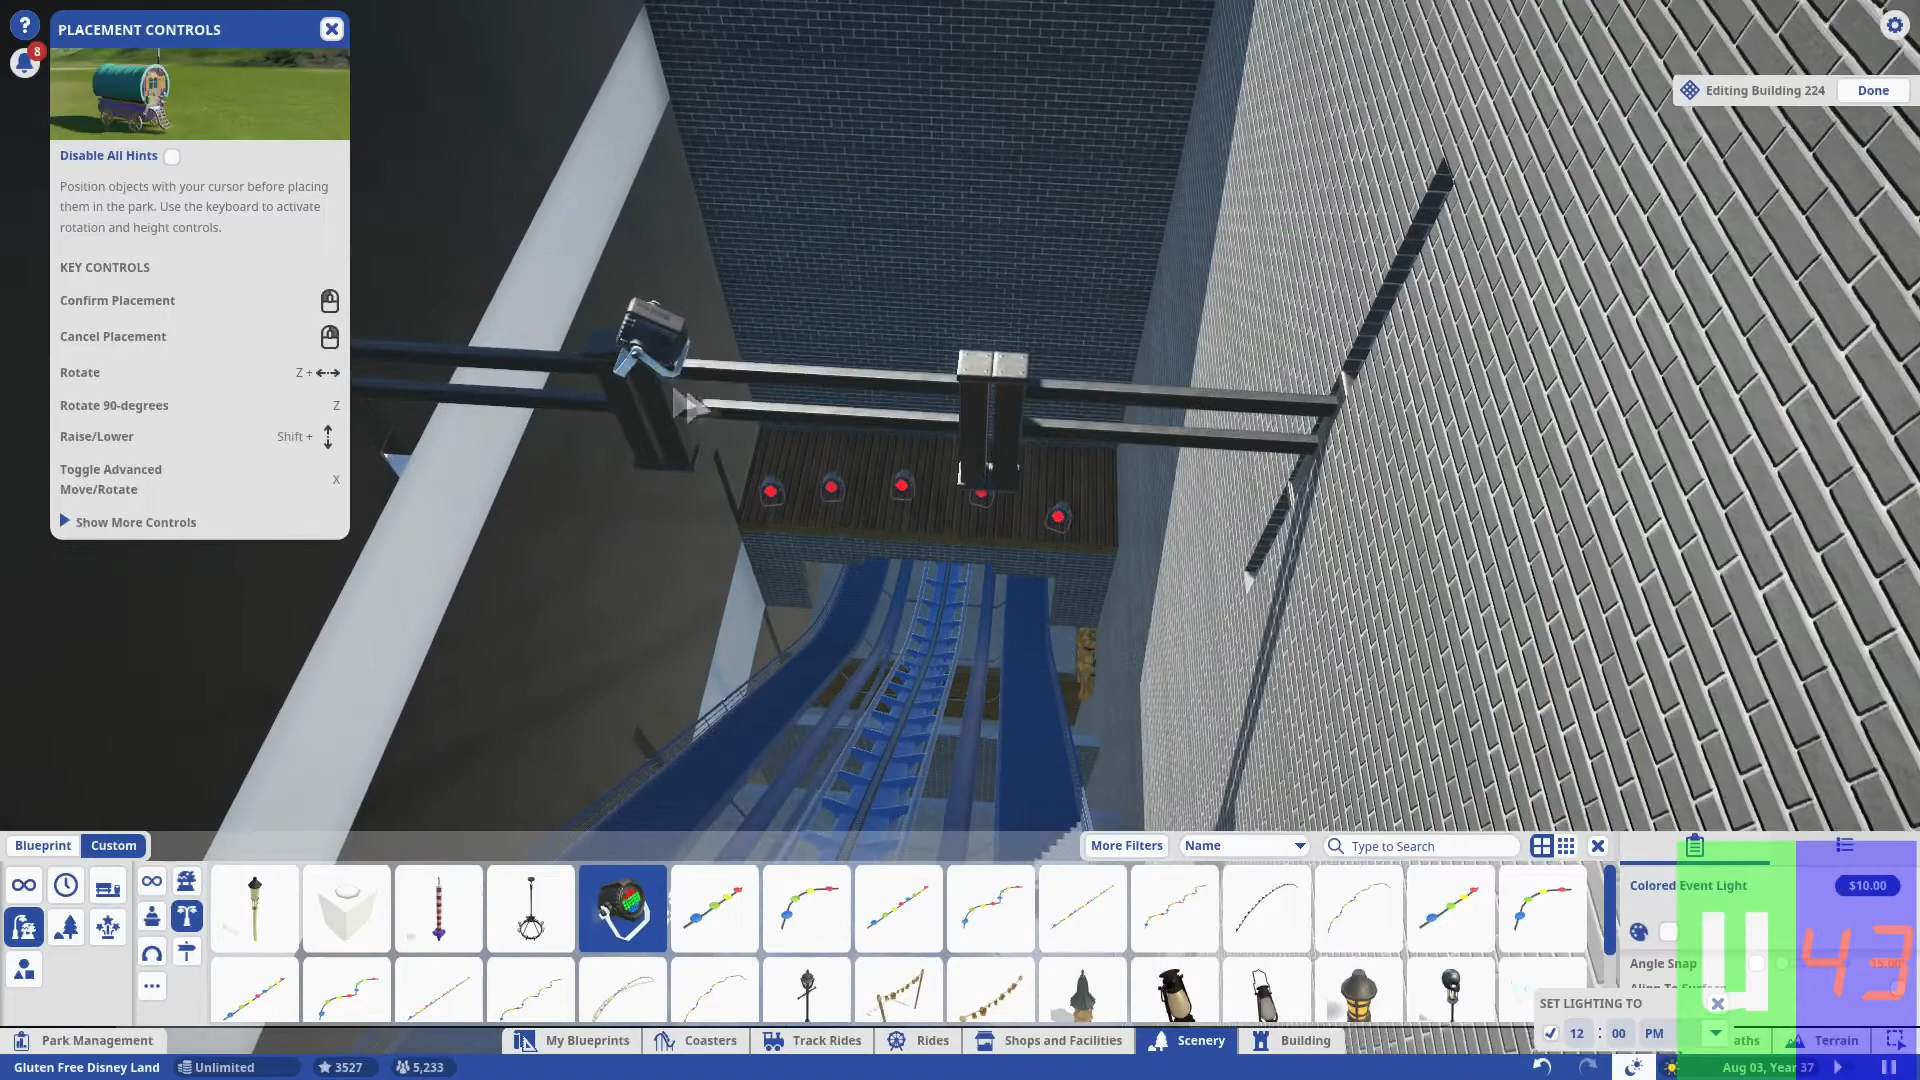 ?
PLACEMENT CONTROLS
8
Disable All Hints
Position objects with your cursor before placing
them in the park. Use the keyboard to activate
rotation and height controls.
KEY CONTROLS
Confirm Placement
Cancel Placement
Rotate Z +
Rotate 90-degrees Z
Raise/Lower Shift +
Toggle Advanced
Move/Rotate X
Show More Controls
Editing Building 224 Done
Blueprint Custom
More Filters Name Type to Search
Colored Event Light $10.00
Angle Snap 15.00
SET LIGHTING TO
12 : 00 PM
U 43
Park Management My Blueprints Coasters Track Rides Rides Shops and Facilities Scenery Building aths Terrain
Gluten Free Disney Land Unlimited 3527 5,233 Aug 03, Year 37